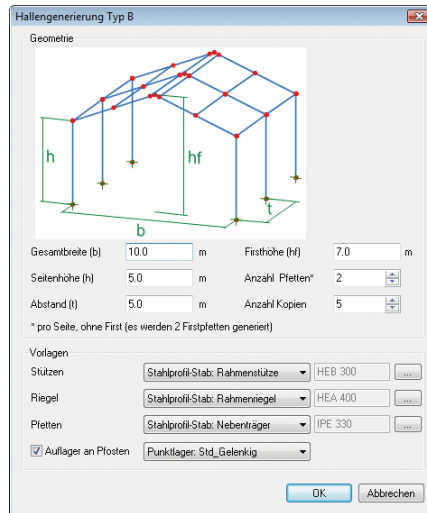 Hallengenerierung Typ B
Geometrie
h
hf
b
t
Gesamtbreite (b) 10.0 m Firsthöhe (hf) 7.0 m
Seitenhöhe (h) 5.0 m Anzahl Pfetten* 2
Abstand (t) 5.0 m Anzahl Kopien 5
* pro Seite, ohne First (es werden 2 Firstpfetten generiert)
Vorlagen
Stützen Stahlprofil-Stab: Rahmenstütze HEB 300 ...
Riegel Stahlprofil-Stab: Rahmenriegel HEA 400 ...
Pfetten Stahlprofil-Stab: Nebenträger IPE 330 ...
Auflager an Pfosten Punktlager: Std_Gelenkig
OK Abbrechen